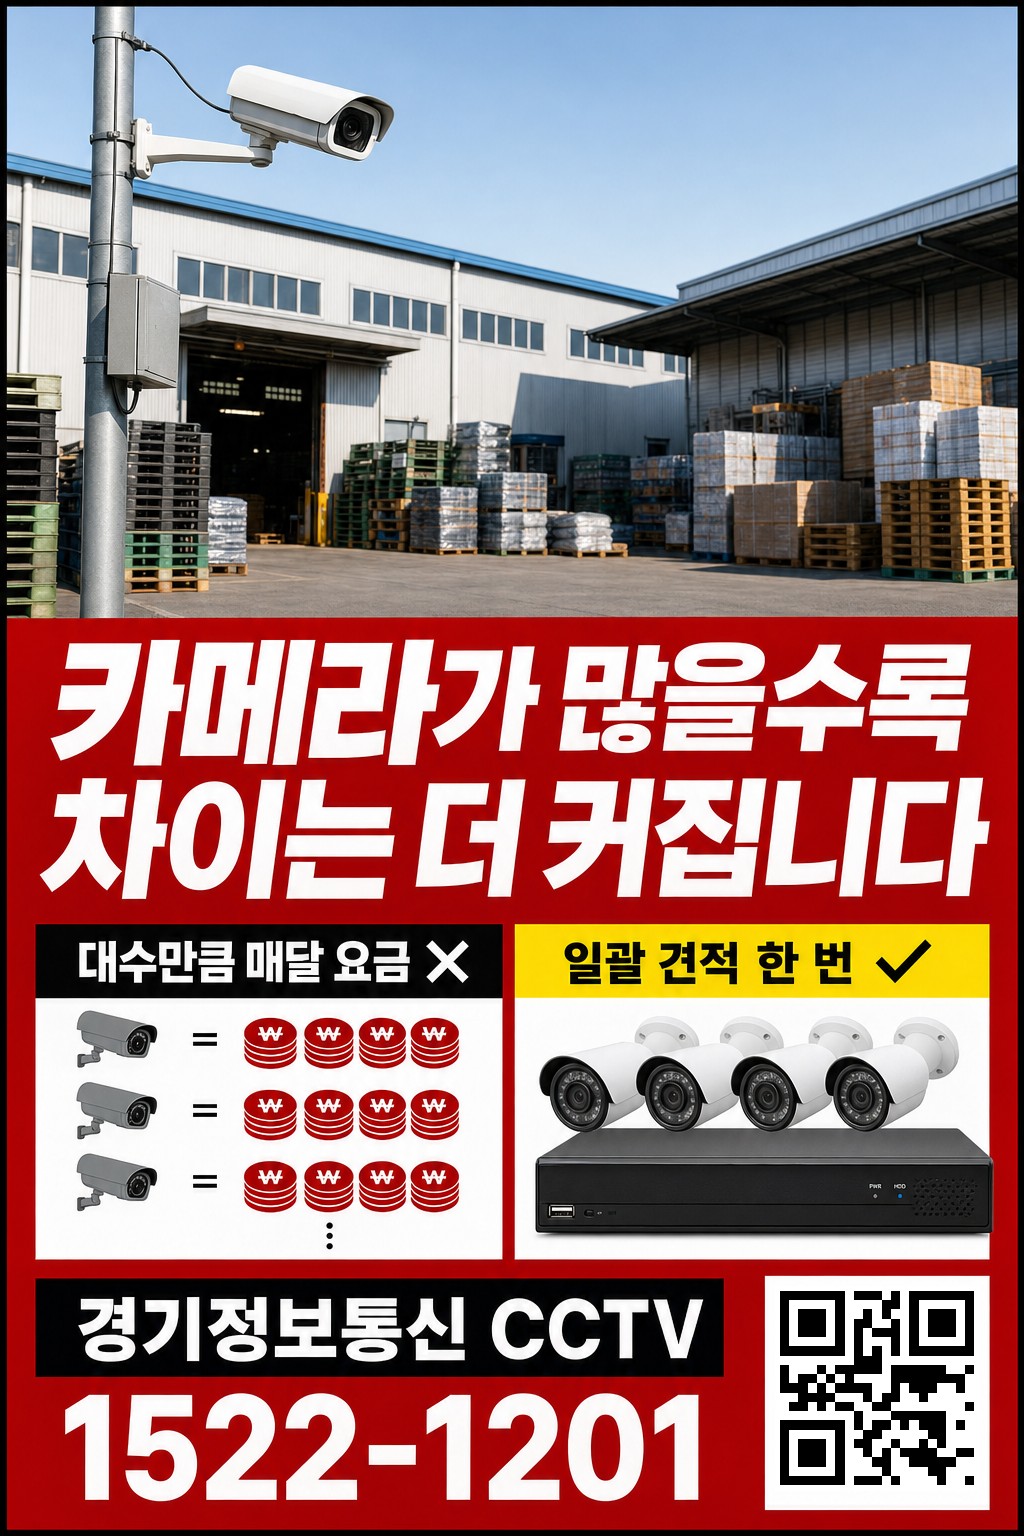 카메라가 많을수록
차이는 더 커집니다
대수만큼 매달 요금 ✕
일괄 견적 한 번 ✓
= ₩ ₩ ₩ ₩
= ₩ ₩ ₩ ₩
= ₩ ₩ ₩ ₩
⋮
PWR HDD
경기정보통신 CCTV
1522-1201